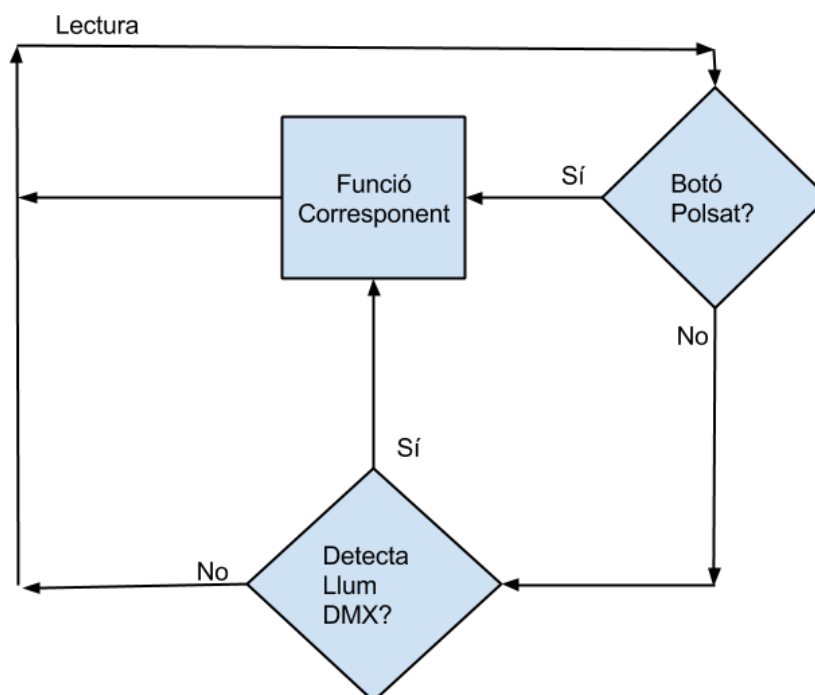 Lectura
Funció
Corresponent
Sí
Botó
Polsat?
No
Sí
Detecta
Llum
DMX?
No